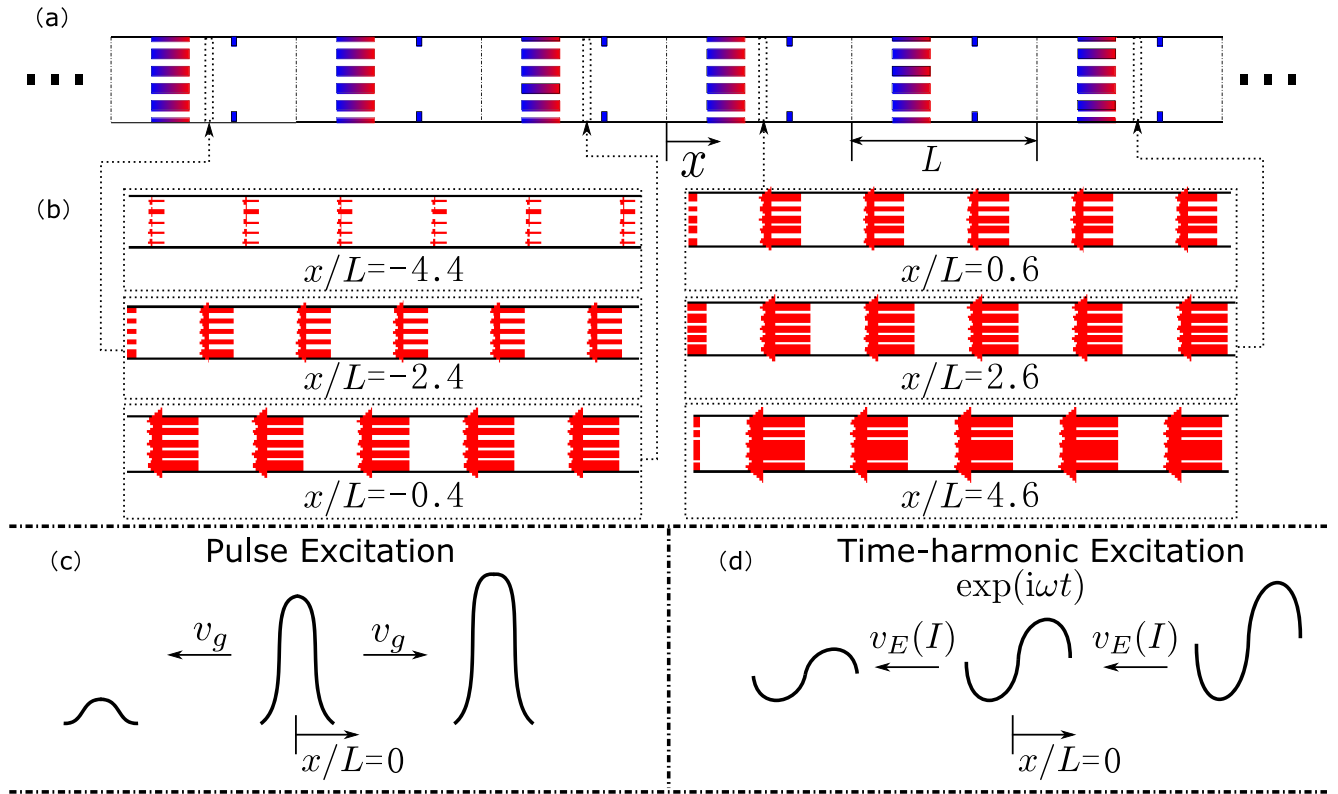 (a)
x
L
(b)
x/L=−4.4
x/L=−2.4
x/L=−0.4
x/L=0.6
x/L=2.6
x/L=4.6
(c)
Pulse Excitation
v_g
v_g
x/L=0
(d)
Time-harmonic Excitation
exp(iωt)
v_E(I)
v_E(I)
x/L=0